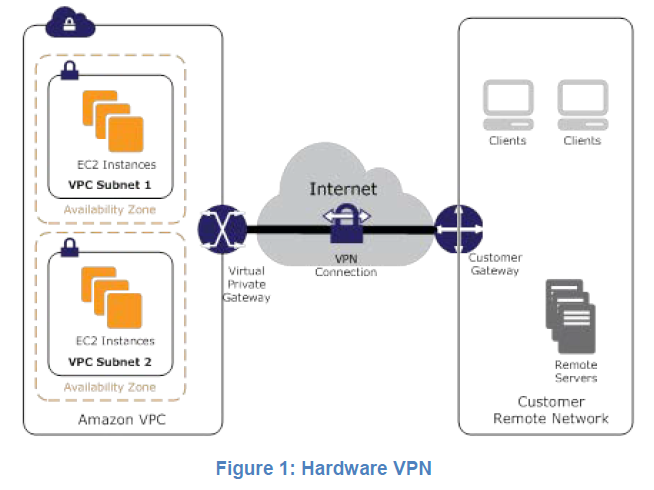 EC2 Instances
VPC Subnet 1
Availability Zone
EC2 Instances
VPC Subnet 2
Availability Zone
Amazon VPC
Virtual
Private
Gateway
Internet
VPN
Connection
Customer
Gateway
Clients
Clients
Remote
Servers
Customer
Remote Network
Figure 1: Hardware VPN